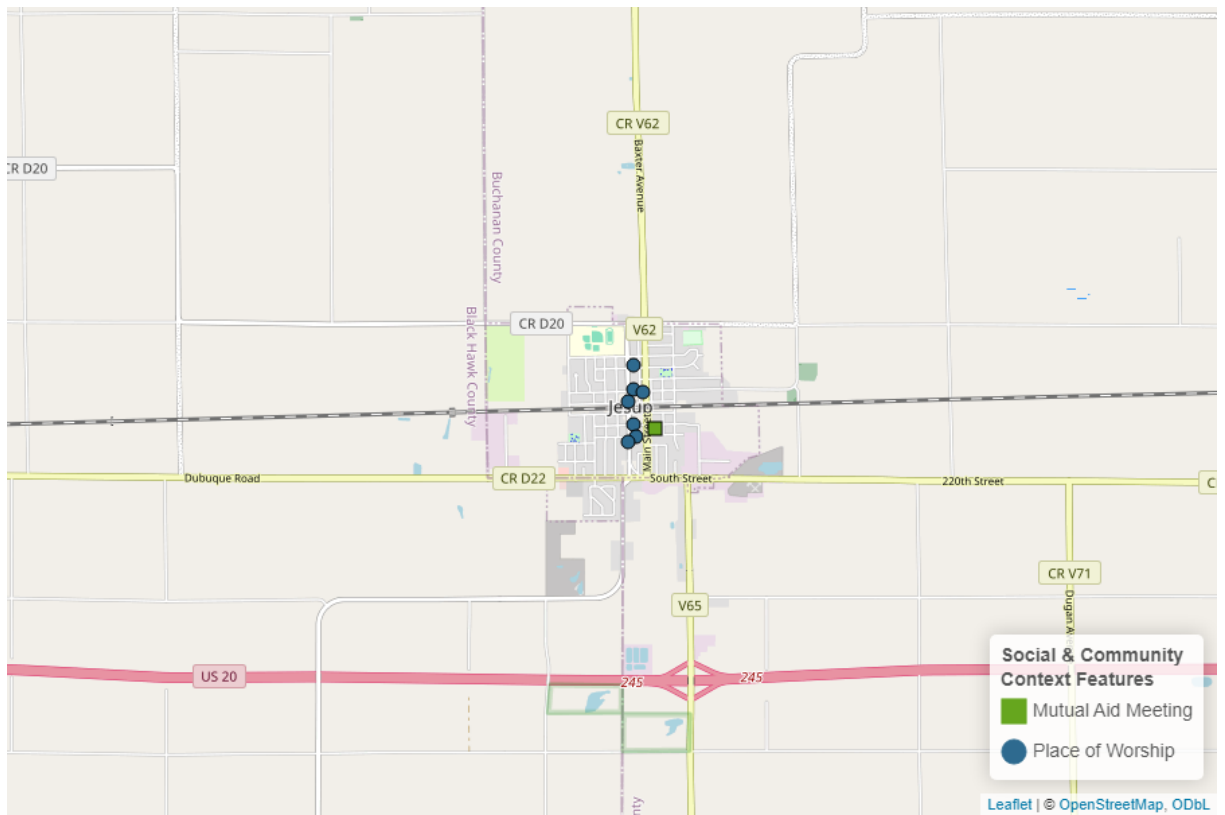 CR V62
Baxter Avenue
CR D20
Buchanan County
Black Hawk County
CR D20
V62
Jesup
Main Street
Dubuque Road
CR D22
South Street
220th Street
CR V71
V65
US 20
245
245
Social & Community
Context Features
Mutual Aid Meeting
Place of Worship
Leaflet | © OpenStreetMap, ODbL